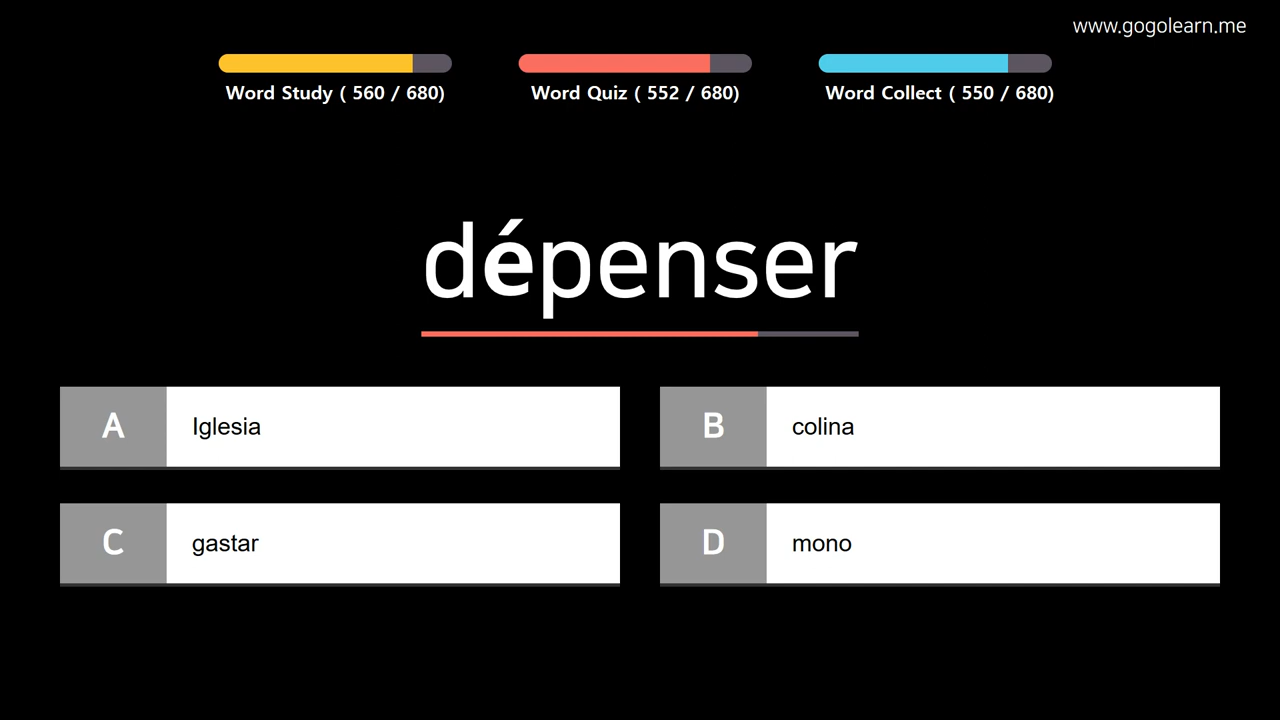 www.gogolearn.me
Word Study ( 560 / 680)
Word Quiz ( 552 / 680)
Word Collect ( 550 / 680)
dépenser
A Iglesia
B colina
C gastar
D mono